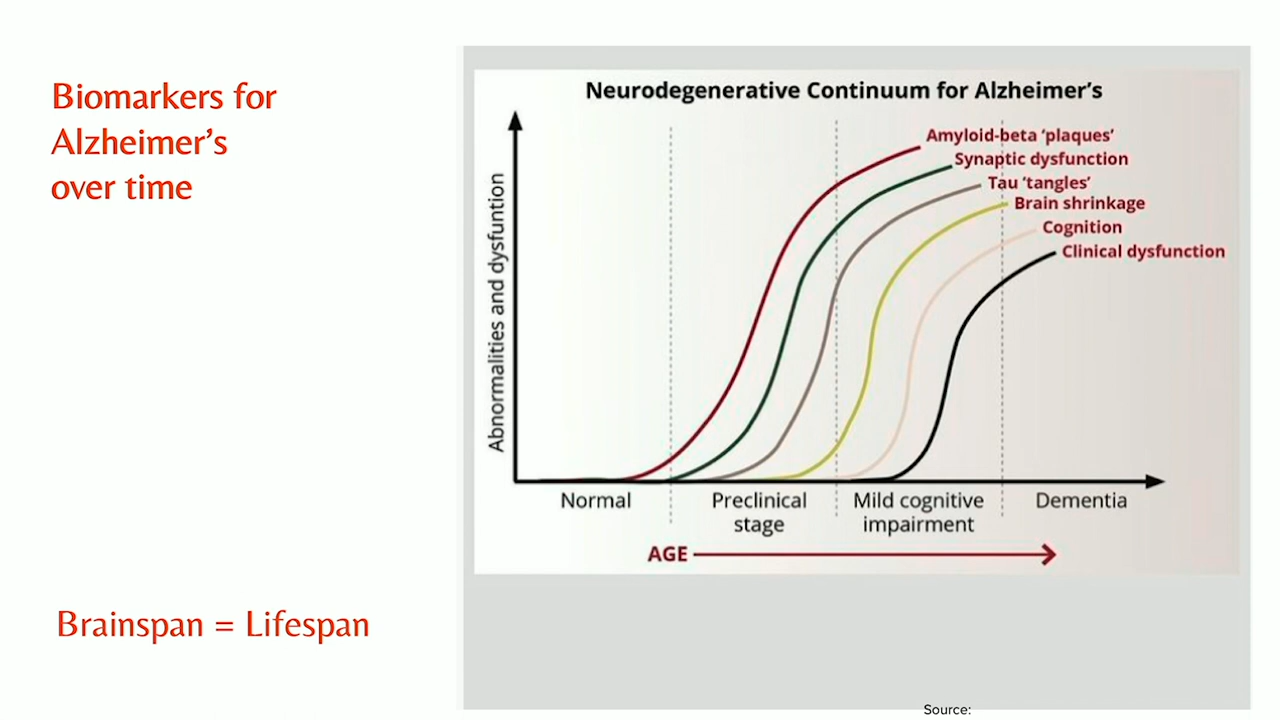 Biomarkers for
Alzheimer's
over time
Brainspan = Lifespan
Neurodegenerative Continuum for Alzheimer's
Abnormalities and dysfuntion
Amyloid-beta 'plaques'
Synaptic dysfunction
Tau 'tangles'
Brain shrinkage
Cognition
Clinical dysfunction
Normal
Preclinical
stage
Mild cognitive
impairment
Dementia
AGE
Source: